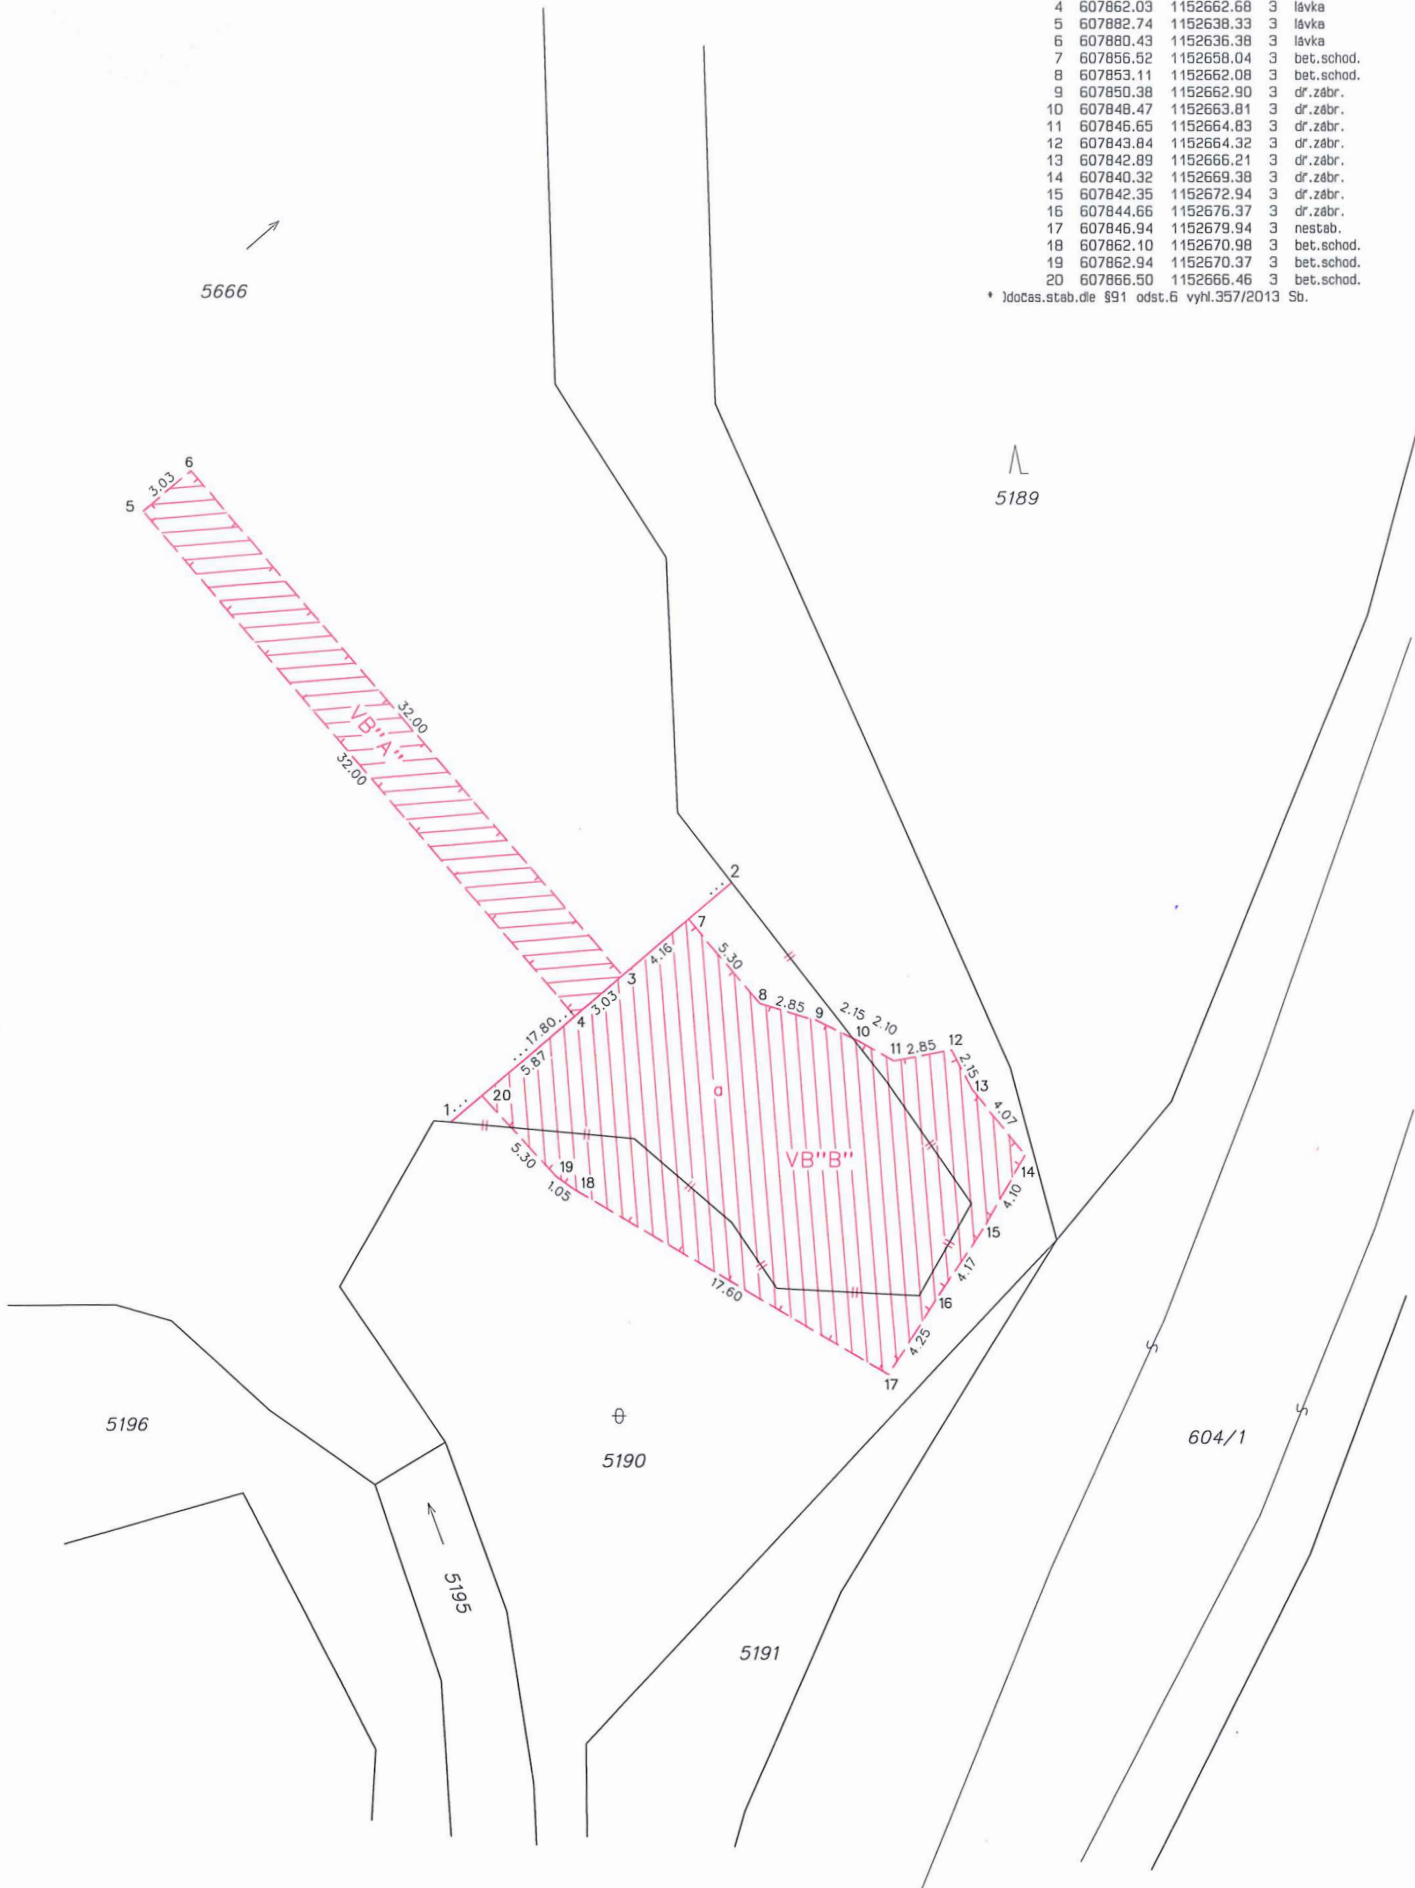 4 607862.03 1152662.68 3 lávka
5 607882.74 1152638.33 3 lávka
6 607880.43 1152636.38 3 lávka
7 607856.52 1152658.04 3 bet.schod.
8 607853.11 1152662.08 3 bet.schod.
9 607850.38 1152662.90 3 dř.zábr.
10 607848.47 1152663.81 3 dř.zábr.
11 607846.65 1152664.83 3 dř.zábr.
12 607843.84 1152664.32 3 dř.zábr.
13 607842.89 1152666.21 3 dř.zábr.
14 607840.32 1152669.38 3 dř.zábr.
15 607842.35 1152672.94 3 dř.zábr.
16 607844.66 1152676.37 3 dř.zábr.
17 607846.94 1152679.94 3 nestab.
18 607862.10 1152670.98 3 bet.schod.
19 607862.94 1152670.37 3 bet.schod.
20 607866.50 1152666.46 3 bet.schod.
* )dočas.stab.dle §91 odst.6 vyhl.357/2013 Sb.
5666
6
3.03
5
5189
32.00
VB"A"
32.00
2
7
4.16
5.30
3
8
2.85
9
2.15
2.10
3.03
4
10
...17.80...
11
2.85
12
5.87
2.15
13
20
a
1...
4.07
5.30
VB"B"
19
14
18
1.05
4.10
15
4.17
17.60
16
4.25
17
5196
5190
604/1
5195
5191